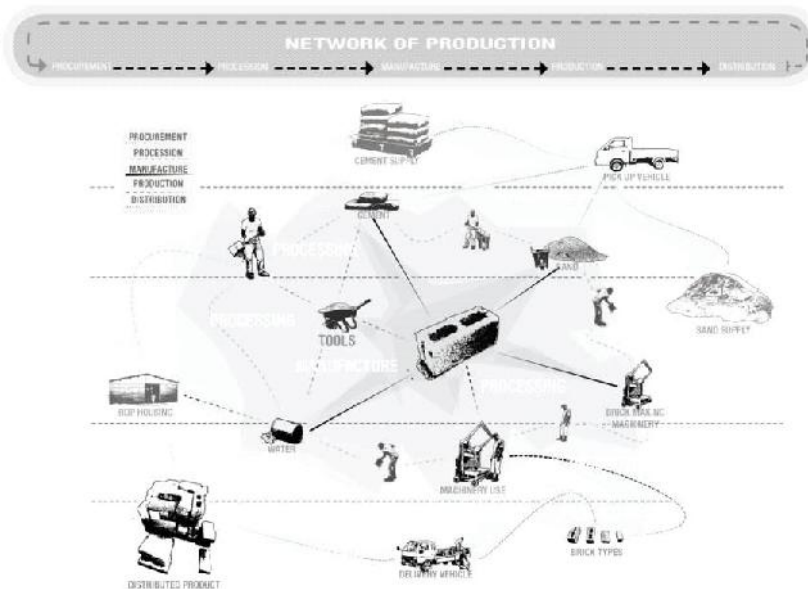 NETWORK OF PRODUCTION
PROCUREMENT PROCESSION MANUFACTURE PRODUCTION DISTRIBUTION
PROCUREMENT
PROCESSION
MANUFACTURE
PRODUCTION
DISTRIBUTION
CEMENT SUPPLY
PICK UP VEHICLE
CEMENT
PROCESSING
SAND
PROCESSING
TOOLS
SAND SUPPLY
MANUFACTURE
PROCESSING
HOUSING
BRICK MAKING
MACHINERY
WATER
MACHINERY USE
BRICK TYPES
DELIVERY VEHICLE
DISTRIBUTED PRODUCT